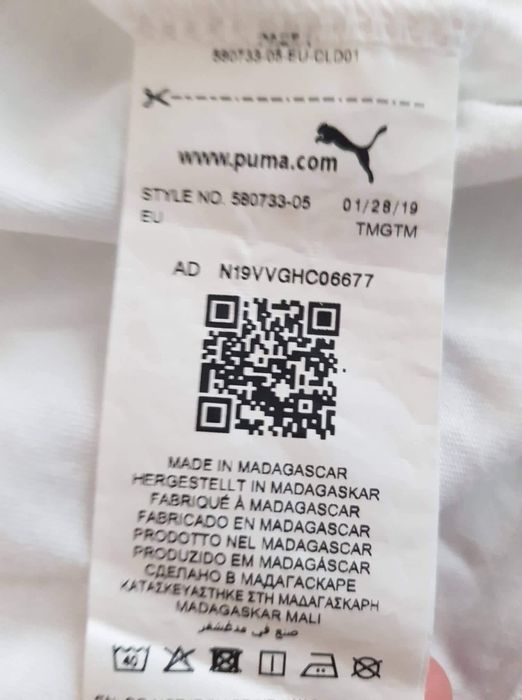 580733-05-EU-CLD01
www.puma.com
STYLE NO. 580733-05 01/28/19
EU TMGTM
AD N19VVGHC06677
MADE IN MADAGASCAR
HERGESTELLT IN MADAGASKAR
FABRIQUÉ À MADAGASCAR
FABRICADO EN MADAGASCAR
PRODOTTO NEL MADAGASCAR
PRODUZIDO EM MADAGÁSCAR
СДЕЛАНО В МАДАГАСКАРЕ
ΚΑΤΑΣΚΕΥΑΣΤΗΚΕ ΣΤΗ ΜΑΔΑΓΑΣΚΑΡΗ
MADAGASKAR MALI
صنع في مدغشقر
40